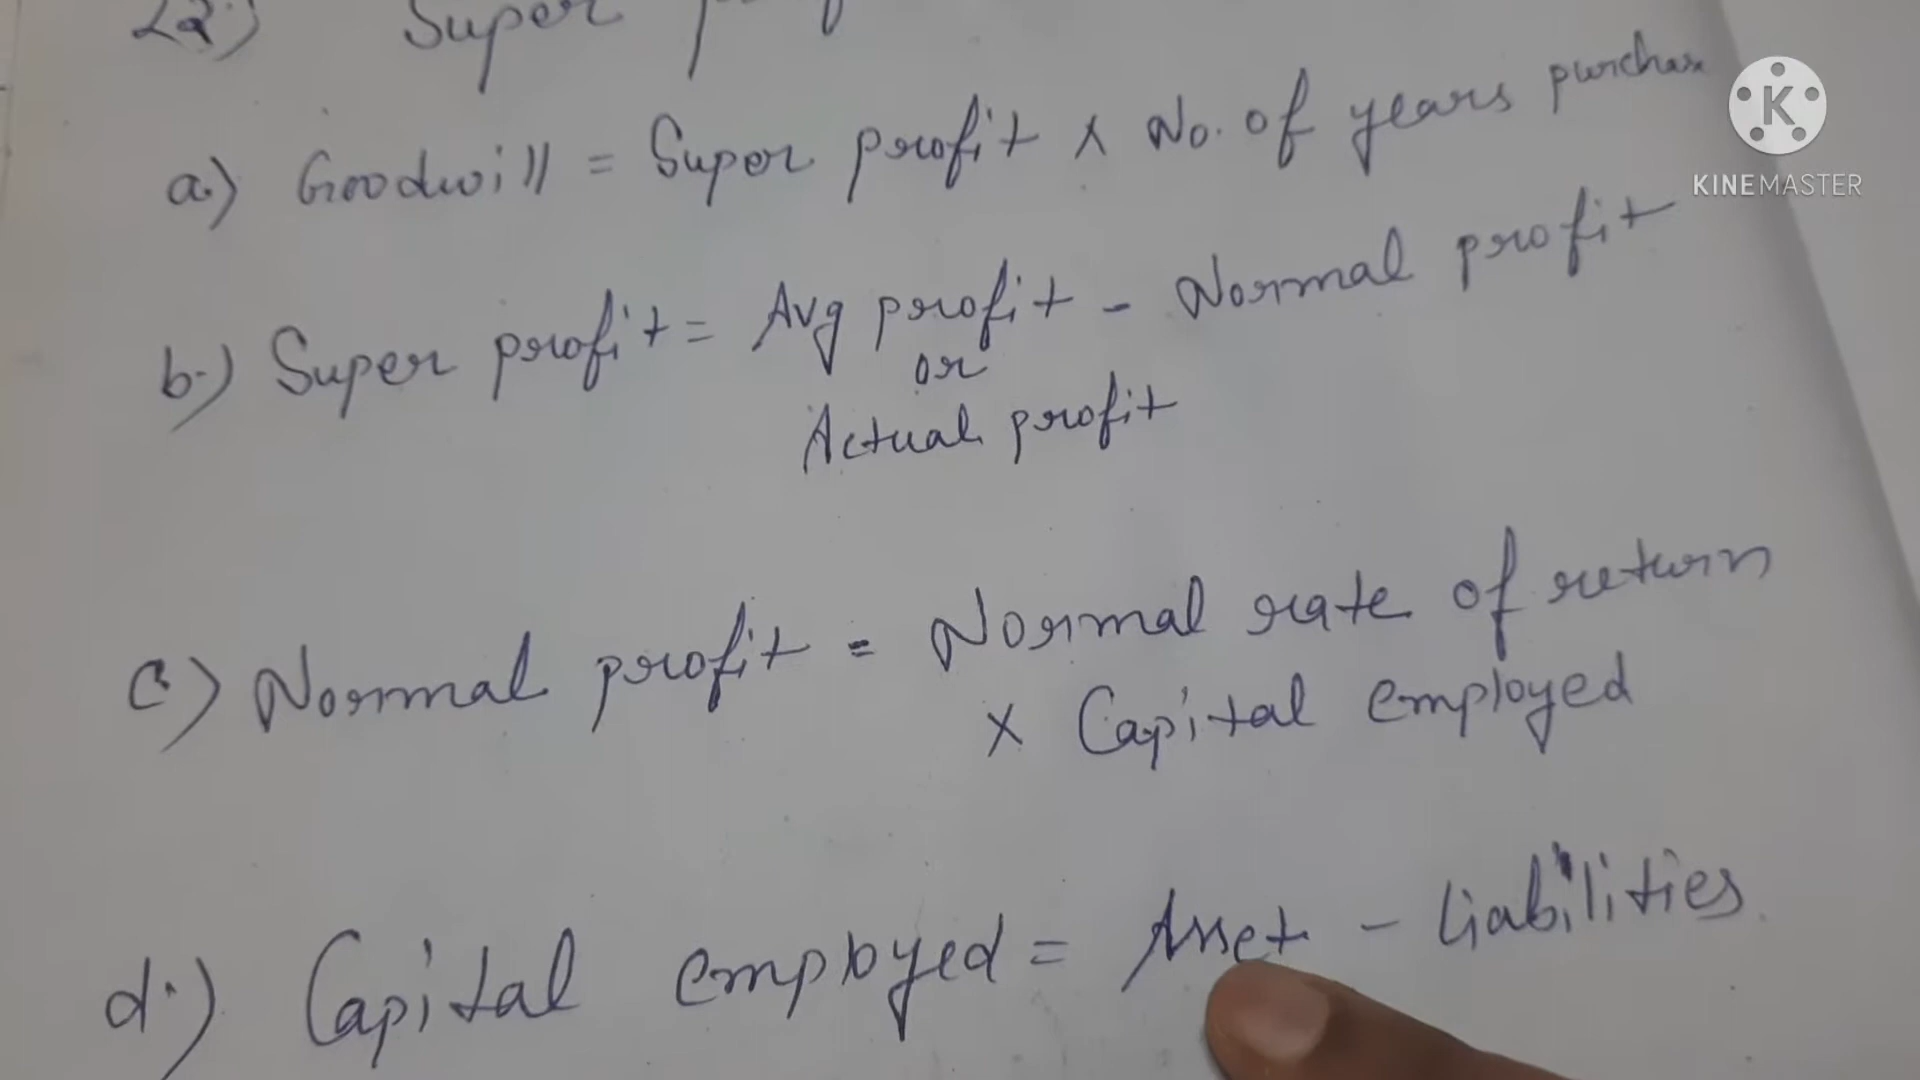 22.) Super
a.) Goodwill = Super profit x No. of years purchase
KINEMASTER
b.) Super profit = Avg profit - Normal profit
or
Actual profit
c.) Normal profit = Normal rate of return
x Capital employed
d.) Capital employed = Asset - liabilities